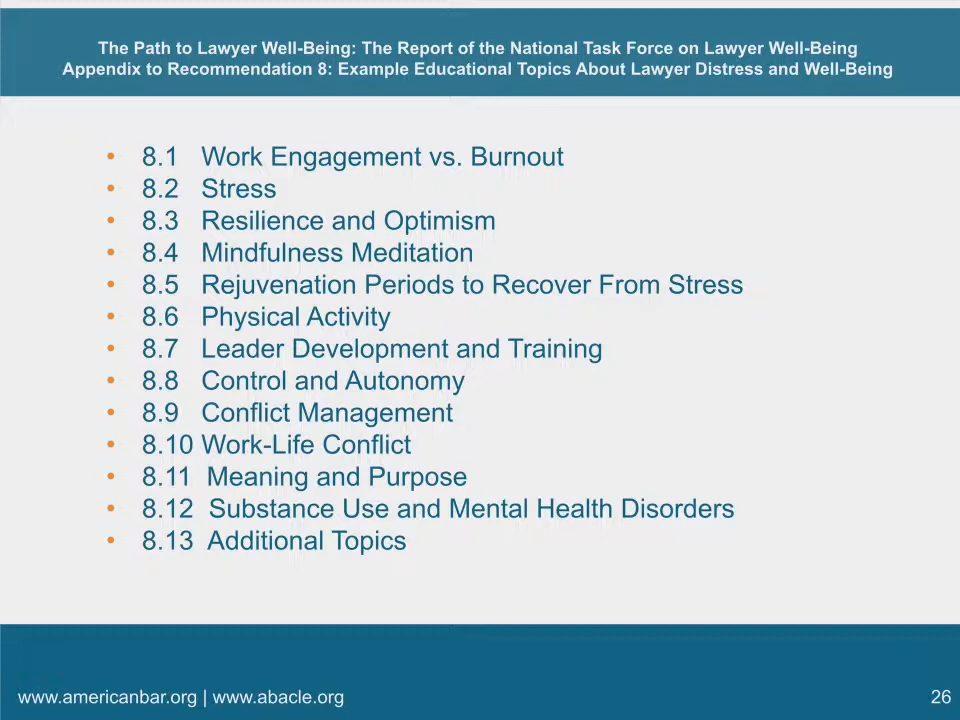 The Path to Lawyer Well-Being: The Report of the National Task Force on Lawyer Well-Being
Appendix to Recommendation 8: Example Educational Topics About Lawyer Distress and Well-Being
• 8.1 Work Engagement vs. Burnout
• 8.2 Stress
• 8.3 Resilience and Optimism
• 8.4 Mindfulness Meditation
• 8.5 Rejuvenation Periods to Recover From Stress
• 8.6 Physical Activity
• 8.7 Leader Development and Training
• 8.8 Control and Autonomy
• 8.9 Conflict Management
• 8.10 Work-Life Conflict
• 8.11 Meaning and Purpose
• 8.12 Substance Use and Mental Health Disorders
• 8.13 Additional Topics
www.americanbar.org | www.abacle.org 26